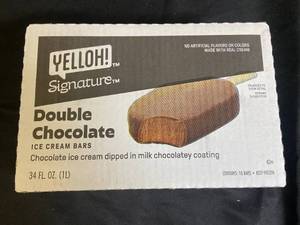 YELLOH!™
Signature™
NO ARTIFICIAL FLAVORS OR COLORS
MADE WITH REAL CREAM
Double
Chocolate
ICE CREAM BARS
Chocolate ice cream dipped in milk chocolatey coating
34 FL. OZ. (1L)